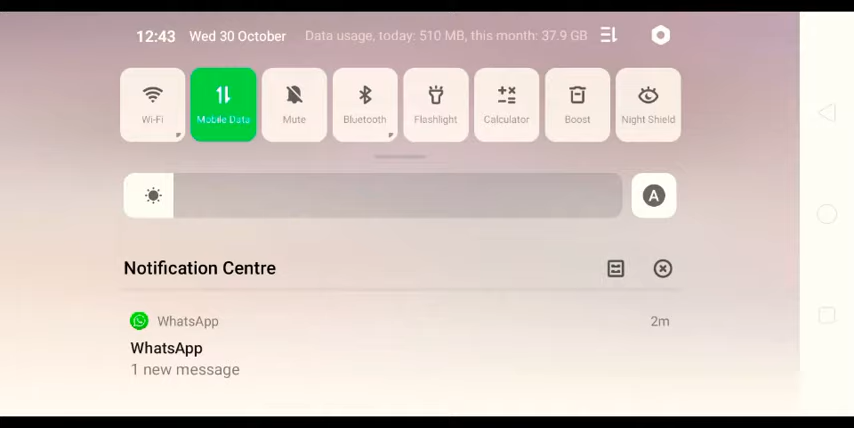 12:43 Wed 30 October Data usage, today: 510 MB, this month: 37.9 GB
Wi-Fi Mobile Data Mute Bluetooth Flashlight Calculator Boost Night Shield
A
Notification Centre
WhatsApp 2m
WhatsApp
1 new message